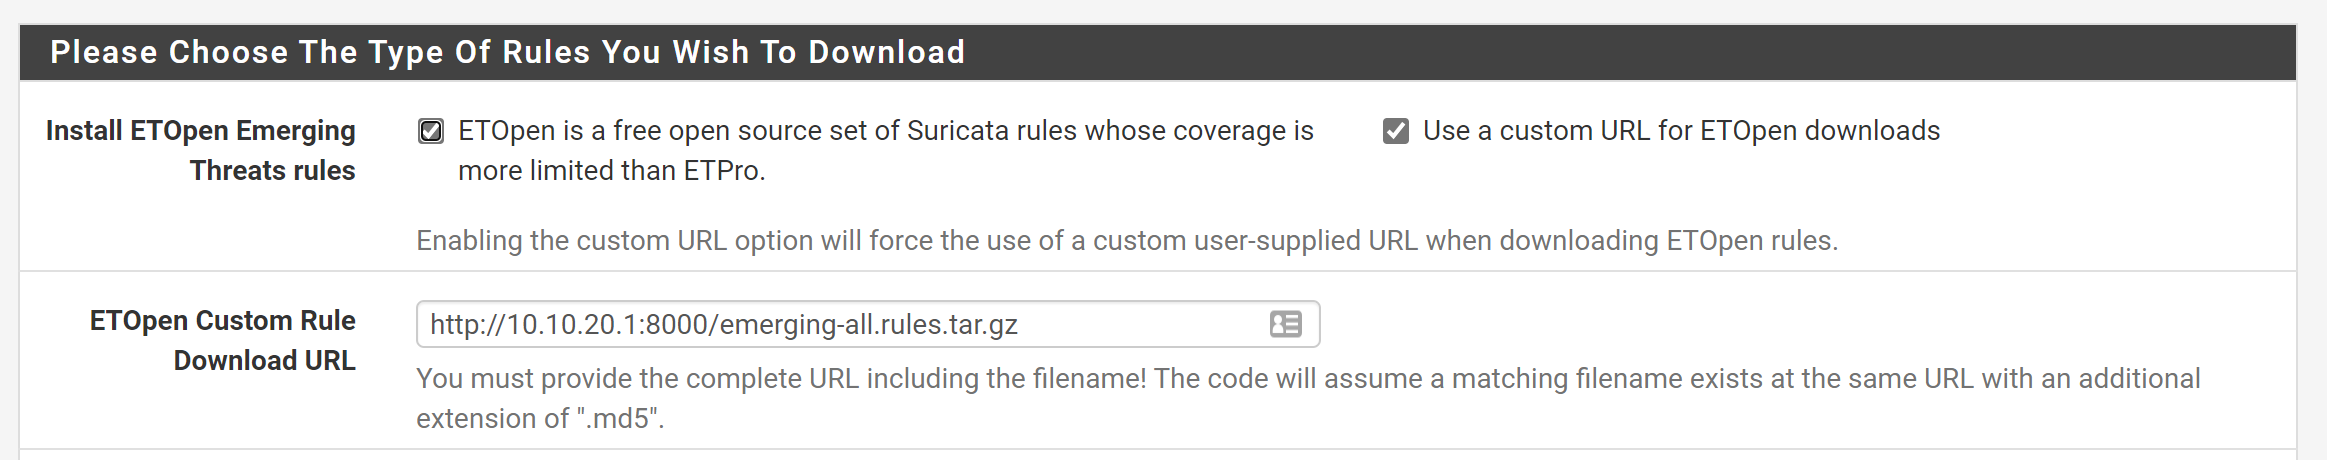 Please Choose The Type Of Rules You Wish To Download
Install ETOpen Emerging Threats rules
ETOpen is a free open source set of Suricata rules whose coverage is
more limited than ETPro.
Use a custom URL for ETOpen downloads
Enabling the custom URL option will force the use of a custom user-supplied URL when downloading ETOpen rules.
ETOpen Custom Rule
Download URL
http://10.10.20.1:8000/emerging-all.rules.tar.gz
You must provide the complete URL including the filename! The code will assume a matching filename exists at the same URL with an additional
extension of ".md5".